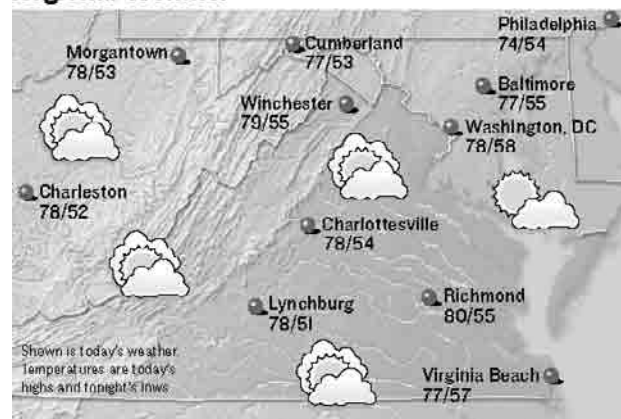 Philadelphia
74/54
Morgantown
78/53
Cumberland
77/53
Baltimore
77/55
Winchester
79/55
Washington, DC
78/58
Charleston
78/52
Charlottesville
78/54
Lynchburg
78/51
Richmond
80/55
Shown is today's weather.
Temperatures are today's
highs and tonight's lows
Virginia Beach
77/57